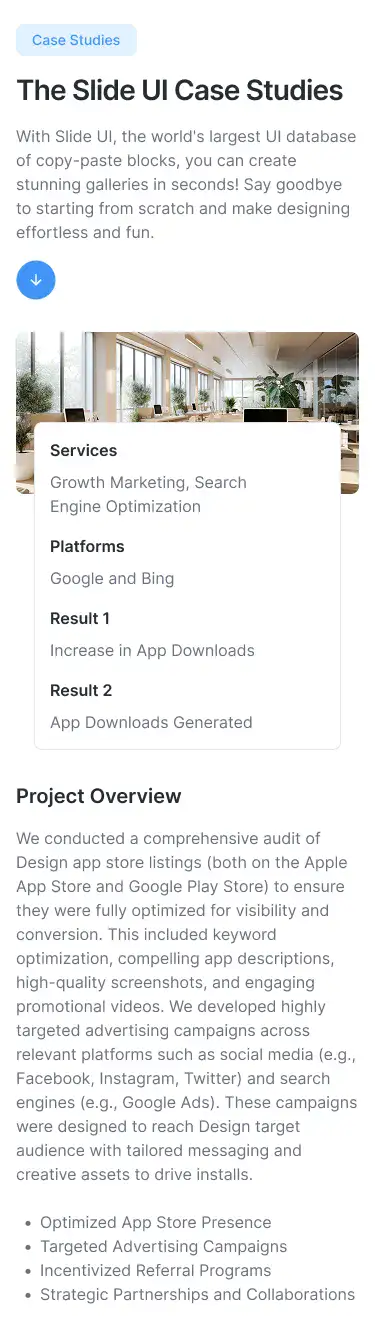 Case Studies
The Slide UI Case Studies
With Slide UI, the world's largest UI database
of copy-paste blocks, you can create
stunning galleries in seconds! Say goodbye
to starting from scratch and make designing
effortless and fun.
Services
Growth Marketing, Search
Engine Optimization
Platforms
Google and Bing
Result 1
Increase in App Downloads
Result 2
App Downloads Generated
Project Overview
We conducted a comprehensive audit of
Design app store listings (both on the Apple
App Store and Google Play Store) to ensure
they were fully optimized for visibility and
conversion. This included keyword
optimization, compelling app descriptions,
high-quality screenshots, and engaging
promotional videos. We developed highly
targeted advertising campaigns across
relevant platforms such as social media (e.g.,
Facebook, Instagram, Twitter) and search
engines (e.g., Google Ads). These campaigns
were designed to reach Design target
audience with tailored messaging and
creative assets to drive installs.
• Optimized App Store Presence
• Targeted Advertising Campaigns
• Incentivized Referral Programs
• Strategic Partnerships and Collaborations